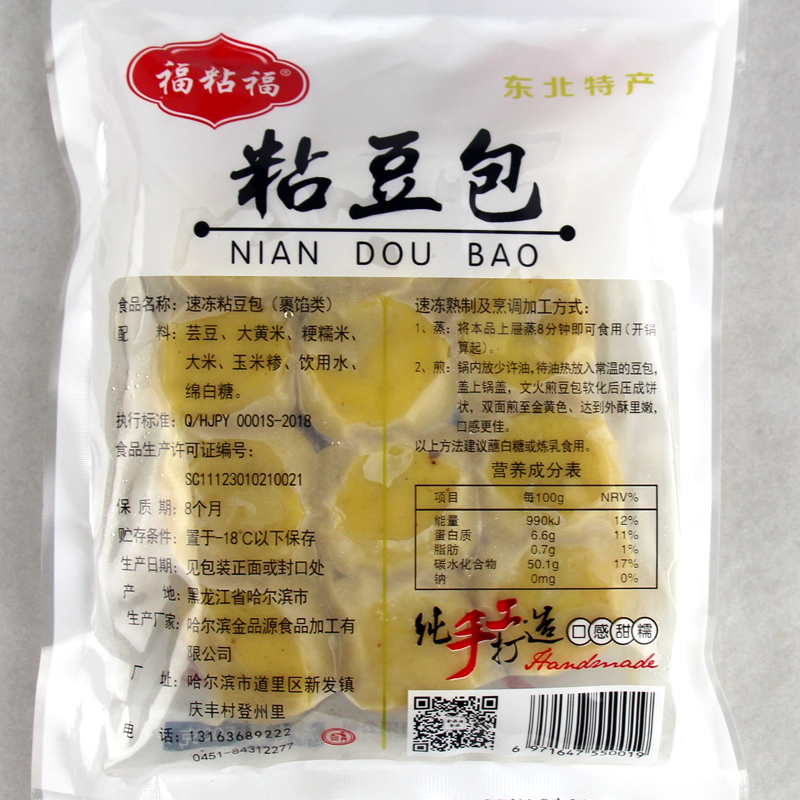 福粘福®
东北特产
粘豆包
NIAN DOU BAO
食品名称：速冻粘豆包（裹馅类）
配 料：芸豆、大黄米、粳糯米、
大米、玉米糁、饮用水、
绵白糖。
执行标准：Q/HJPY 0001S-2018
食品生产许可证编号：
SC11123010210021
保 质 期：8个月
贮存条件：置于-18℃以下保存
生产日期：见包装正面或封口处
产 地：黑龙江省哈尔滨市
生产厂家：哈尔滨金品源食品加工有
限公司
厂 址：哈尔滨市道里区新发镇
庆丰村登州里
电 话：13163689222
0451-84312277
速冻熟制及烹调加工方式：
1、蒸：将本品上屉蒸8分钟即可食用（开锅
算起）。
2、煎：锅内放少许油，待油热放入常温的豆包，
盖上锅盖，文火煎豆包软化后压成饼
状，双面煎至金黄色、达到外酥里嫩，
口感更佳。
以上方法建议蘸白糖或炼乳食用。
营养成分表
项目 每100g NRV%
能量 990kJ 12%
蛋白质 6.6g 11%
脂肪 0.7g 1%
碳水化合物 50.1g 17%
钠 0mg 0%
纯手工打造
口感甜糯
Handmade
6 971647 550019